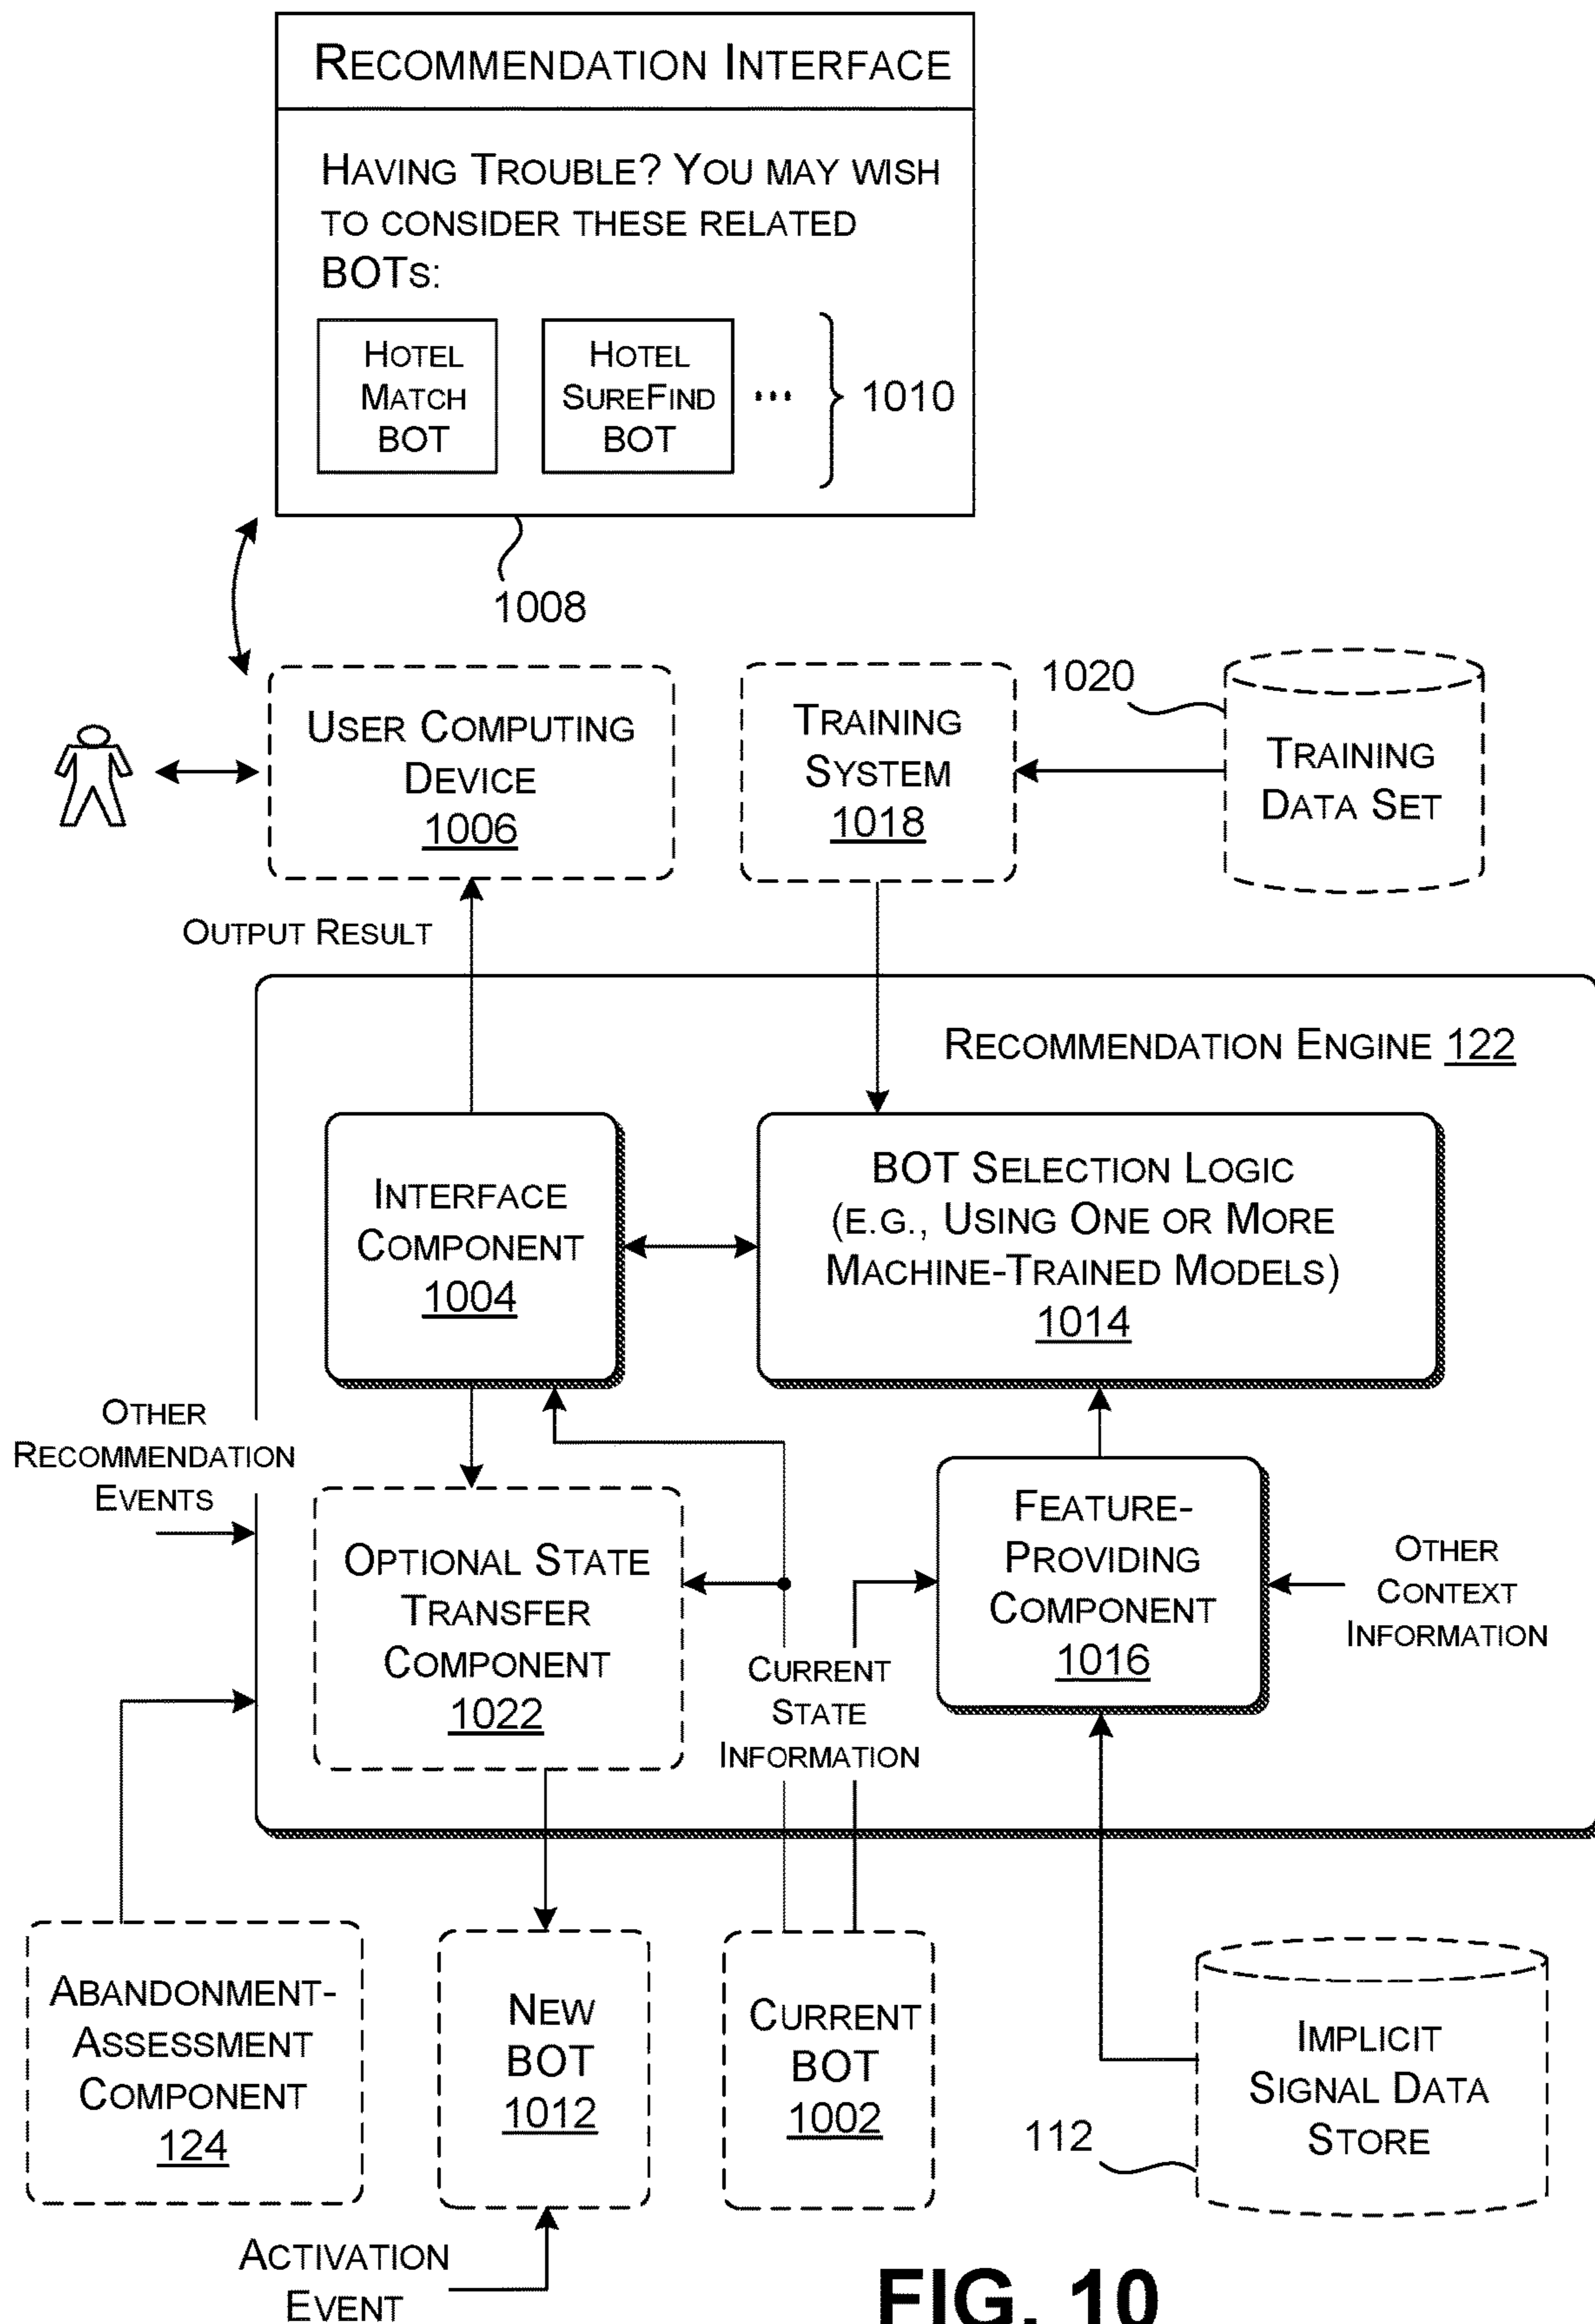 RECOMMENDATION INTERFACE
HAVING TROUBLE? YOU MAY WISH
TO CONSIDER THESE RELATED
BOTS:
HOTEL
MATCH
BOT
HOTEL
SUREFIND
BOT
...
1010
1008
USER COMPUTING
DEVICE
1006
TRAINING
SYSTEM
1018
1020
TRAINING
DATA SET
OUTPUT RESULT
RECOMMENDATION ENGINE 122
INTERFACE
COMPONENT
1004
BOT SELECTION LOGIC
(E.G., USING ONE OR MORE
MACHINE-TRAINED MODELS)
1014
OTHER
RECOMMENDATION
EVENTS
OPTIONAL STATE
TRANSFER
COMPONENT
1022
CURRENT
STATE
INFORMATION
FEATURE-
PROVIDING
COMPONENT
1016
OTHER
CONTEXT
INFORMATION
ABANDONMENT-
ASSESSMENT
COMPONENT
124
NEW
BOT
1012
CURRENT
BOT
1002
112
IMPLICIT
SIGNAL DATA
STORE
ACTIVATION
EVENT
FIG. 10